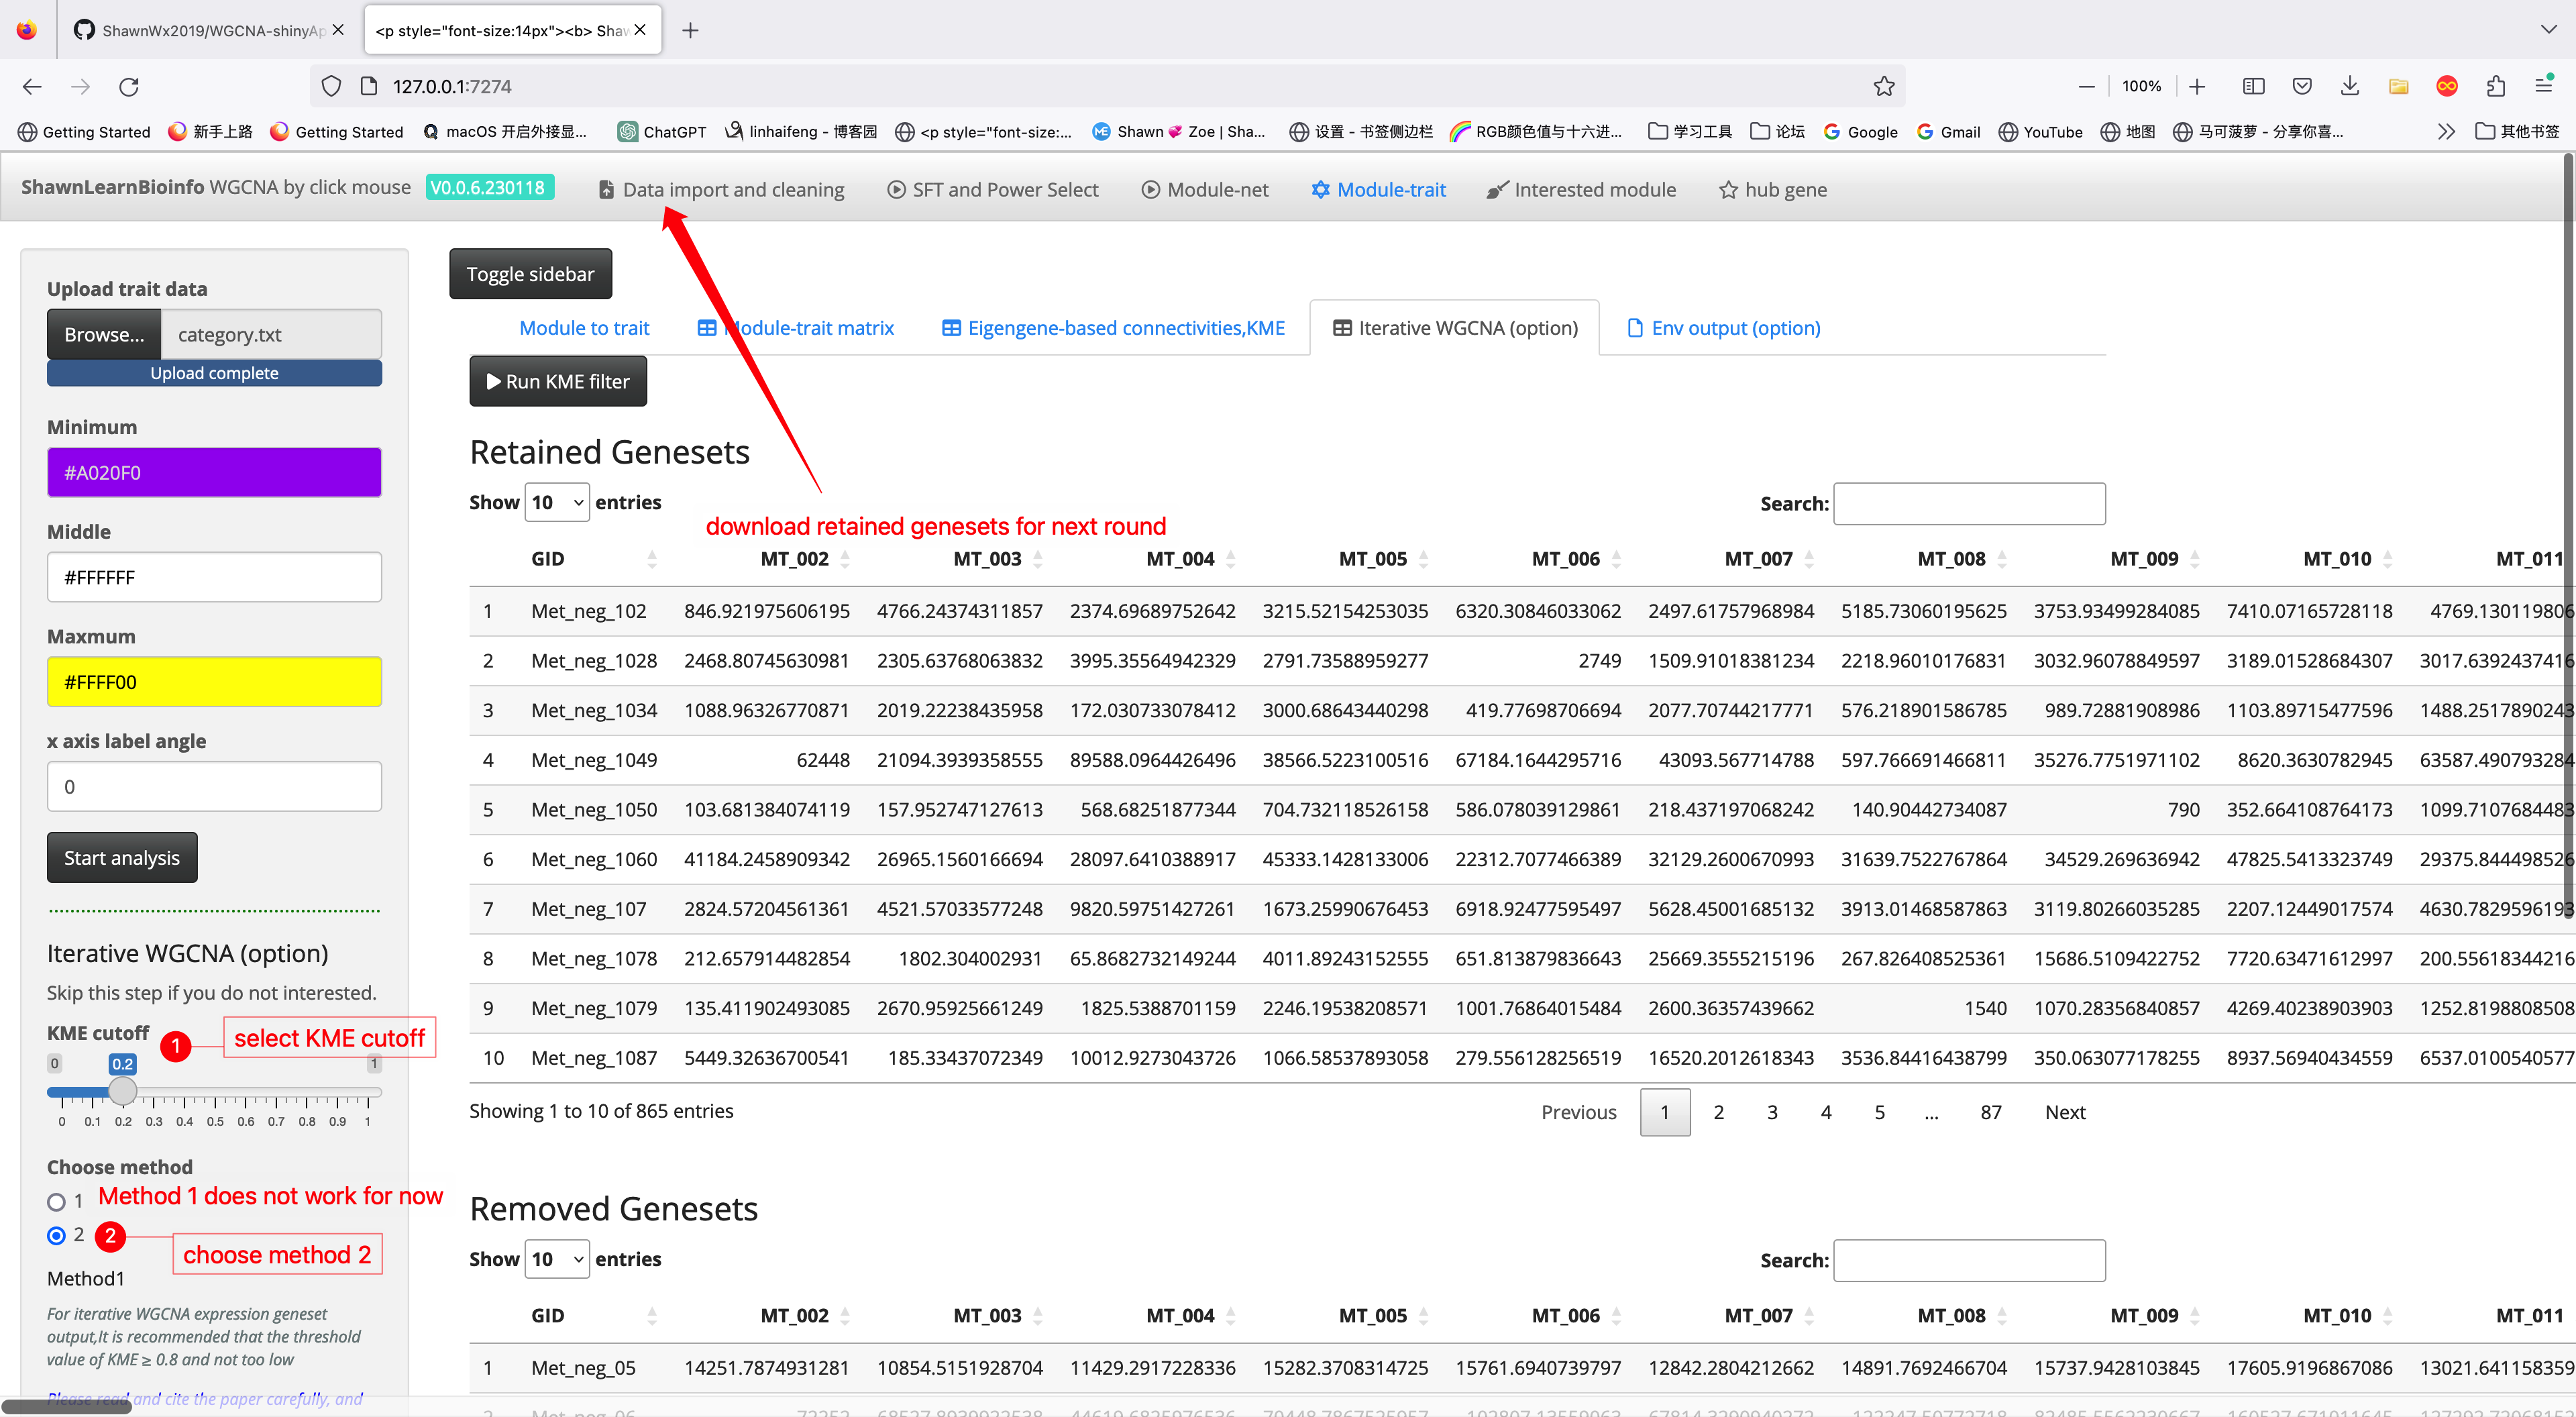 ShawnWx2019/WGCNA-shinyAp
<p style="font-size:14px"><b> Shaw
127.0.0.1:7274
100%
Getting Started 新手上路 Getting Started macOS 开启外接显... ChatGPT linhaifeng - 博客园 <p style="font-size:... Shawn 💞 Zoe | Sha... 设置 - 书签侧边栏 RGB颜色值与十六进... 学习工具 论坛 Google Gmail YouTube 地图 马可菠萝 - 分享你喜... 其他书签
ShawnLearnBioinfo WGCNA by click mouse V0.0.6.230118 Data import and cleaning SFT and Power Select Module-net Module-trait Interested module hub gene
Upload trait data
Browse... category.txt
Upload complete
Minimum
#A020F0
Middle
#FFFFFF
Maxmum
#FFFF00
x axis label angle
0
Start analysis
Iterative WGCNA (option)
Skip this step if you do not interested.
KME cutoff
1 select KME cutoff
0 0.2 1
0 0.1 0.2 0.3 0.4 0.5 0.6 0.7 0.8 0.9 1
Choose method
1 Method 1 does not work for now
2 2 choose method 2
Method1
For iterative WGCNA expression geneset
output,It is recommended that the threshold
value of KME ≥ 0.8 and not too low
Please read and cite the paper carefully, and
Toggle sidebar
Module to trait Module-trait matrix Eigengene-based connectivities,KME Iterative WGCNA (option) Env output (option)
Run KME filter
Retained Genesets
Show 10 entries Search:
download retained genesets for next round
GID MT_002 MT_003 MT_004 MT_005 MT_006 MT_007 MT_008 MT_009 MT_010 MT_011
1 Met_neg_102 846.921975606195 4766.24374311857 2374.69689752642 3215.52154253035 6320.30846033062 2497.61757968984 5185.73060195625 3753.93499284085 7410.07165728118 4769.130119806
2 Met_neg_1028 2468.80745630981 2305.63768063832 3995.35564942329 2791.73588959277 2749 1509.91018381234 2218.96010176831 3032.96078849597 3189.01528684307 3017.6392437416
3 Met_neg_1034 1088.96326770871 2019.22238435958 172.030733078412 3000.68643440298 419.77698706694 2077.70744217771 576.218901586785 989.72881908986 1103.89715477596 1488.2517890243
4 Met_neg_1049 62448 21094.3939358555 89588.0964426496 38566.5223100516 67184.1644295716 43093.567714788 597.766691466811 35276.7751971102 8620.3630782945 63587.490793284
5 Met_neg_1050 103.681384074119 157.952747127613 568.68251877344 704.732118526158 586.078039129861 218.437197068242 140.90442734087 790 352.664108764173 1099.7107684483
6 Met_neg_1060 41184.2458909342 26965.1560166694 28097.6410388917 45333.1428133006 22312.7077466389 32129.2600670993 31639.7522767864 34529.269636942 47825.5413323749 29375.844498526
7 Met_neg_107 2824.57204561361 4521.57033577248 9820.59751427261 1673.25990676453 6918.92477595497 5628.45001685132 3913.01468587863 3119.80266035285 2207.12449017574 4630.7829596193
8 Met_neg_1078 212.657914482854 1802.304002931 65.8682732149244 4011.89243152555 651.813879836643 25669.3555215196 267.826408525361 15686.5109422752 7720.63471612997 200.55618344216
9 Met_neg_1079 135.411902493085 2670.95925661249 1825.5388701159 2246.19538208571 1001.76864015484 2600.36357439662 1540 1070.28356840857 4269.40238903903 1252.8198808508
10 Met_neg_1087 5449.32636700541 185.33437072349 10012.9273043726 1066.58537893058 279.556128256519 16520.2012618343 3536.84416438799 350.063077178255 8937.56940434559 6537.0100540577
Showing 1 to 10 of 865 entries Previous 1 2 3 4 5 ... 87 Next
Removed Genesets
Show 10 entries Search:
GID MT_002 MT_003 MT_004 MT_005 MT_006 MT_007 MT_008 MT_009 MT_010 MT_011
1 Met_neg_05 14251.7874931281 10854.5151928704 11429.2917228336 15282.3708314725 15761.6940739797 12842.2804212662 14891.7692466704 15737.9428103845 17605.9196867086 13021.641158359